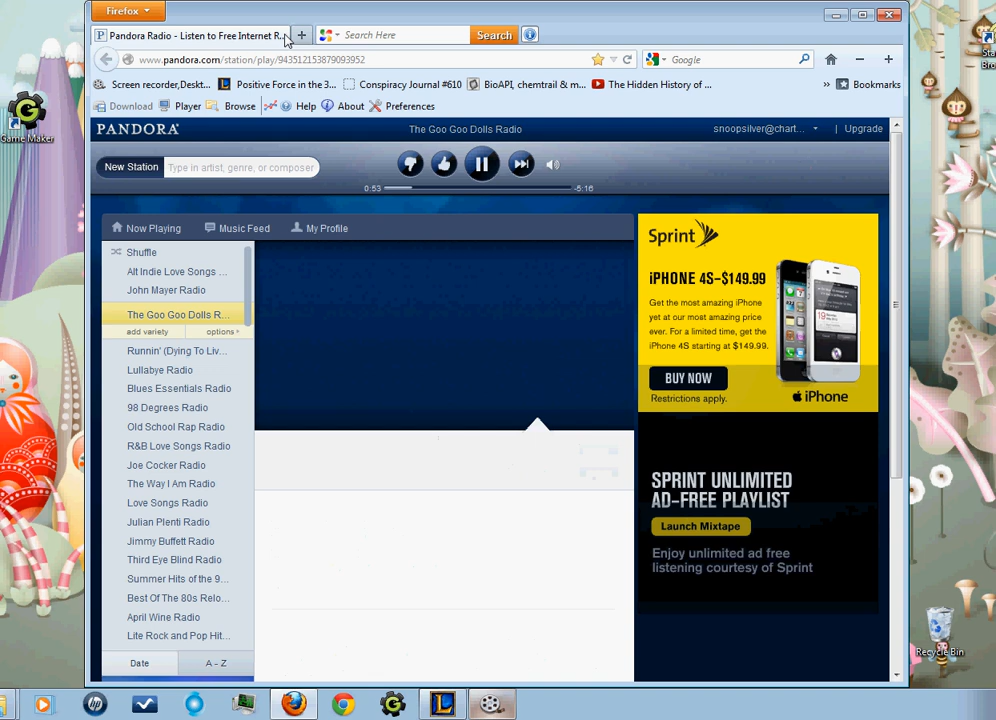 Firefox
Pandora Radio - Listen to Free Internet R...
Search Here
Search
www.pandora.com/station/play/943512153879093952
Google
Screen recorder,Deskt...
Positive Force in the 3...
Conspiracy Journal #610
BioAPI, chemtrail & m...
The Hidden History of ...
Bookmarks
Download
Player
Browse
Help
About
Preferences
PANDORA
The Goo Goo Dolls Radio
snoopsilver@chart...
Upgrade
New Station
Type in artist, genre, or composer
0:53
-5:16
Now Playing
Music Feed
My Profile
Shuffle
Alt Indie Love Songs ...
John Mayer Radio
The Goo Goo Dolls R...
add variety
options
Runnin' (Dying To Liv...
Lullabye Radio
Blues Essentials Radio
98 Degrees Radio
Old School Rap Radio
R&B Love Songs Radio
Joe Cocker Radio
The Way I Am Radio
Love Songs Radio
Julian Plenti Radio
Jimmy Buffett Radio
Third Eye Blind Radio
Summer Hits of the 9...
Best Of The 80s Relo...
April Wine Radio
Lite Rock and Pop Hit...
Date
A - Z
Sprint
iPHONE 4S-$149.99
Get the most amazing iPhone
yet at our most amazing price
ever. For a limited time, get the
iPhone 4S starting at $149.99.
BUY NOW
Restrictions apply.
iPhone
SPRINT UNLIMITED
AD-FREE PLAYLIST
Launch Mixtape
Enjoy unlimited ad free
listening courtesy of Sprint
Game Maker
Recycle Bin